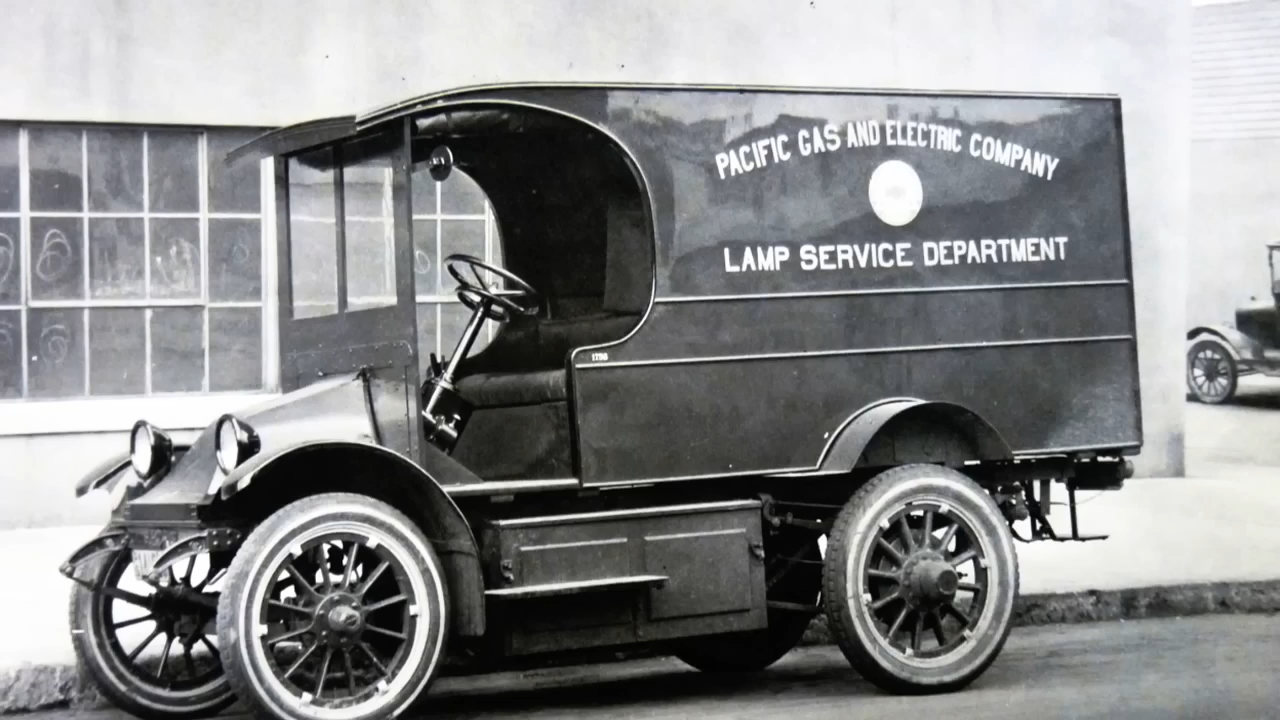 PACIFIC GAS AND ELECTRIC COMPANY
LAMP SERVICE DEPARTMENT